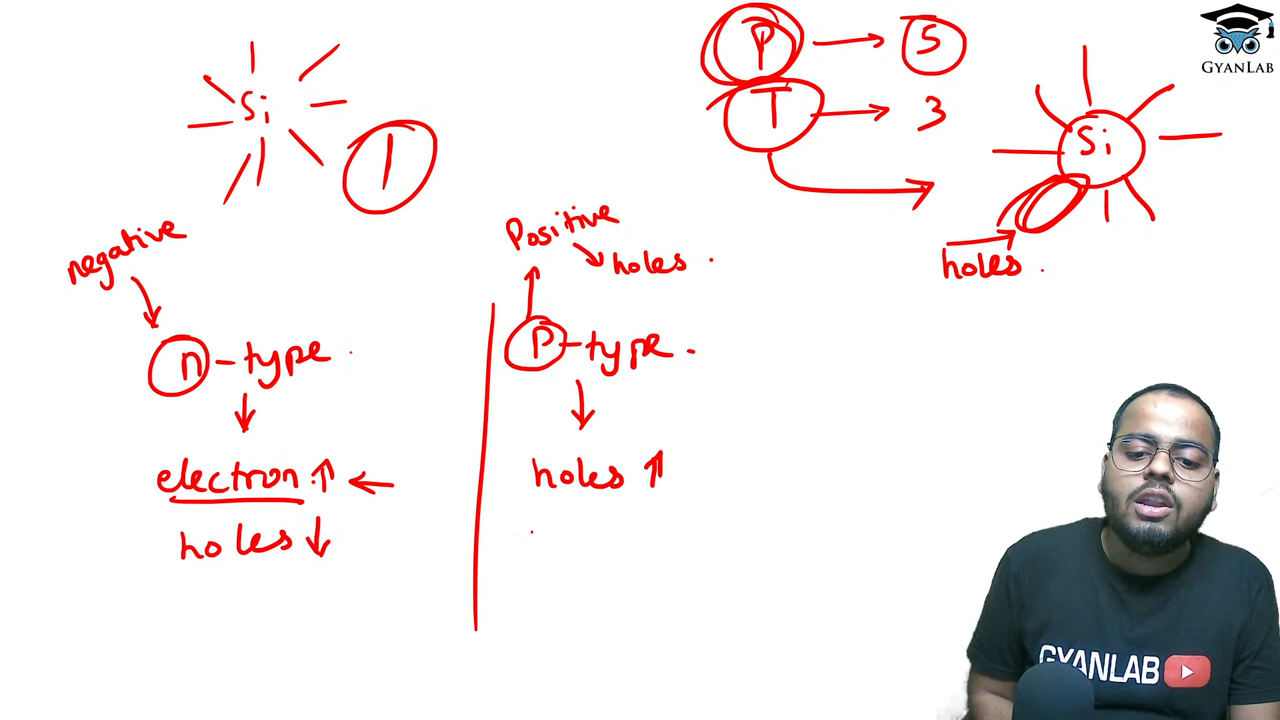 GYANLAB
P → 5
T → 3
Si
Si
1
holes.
negative
Positive
holes.
n-type.
P-type.
electron.↑ ←
holes ↓
holes ↑
GYANLAB